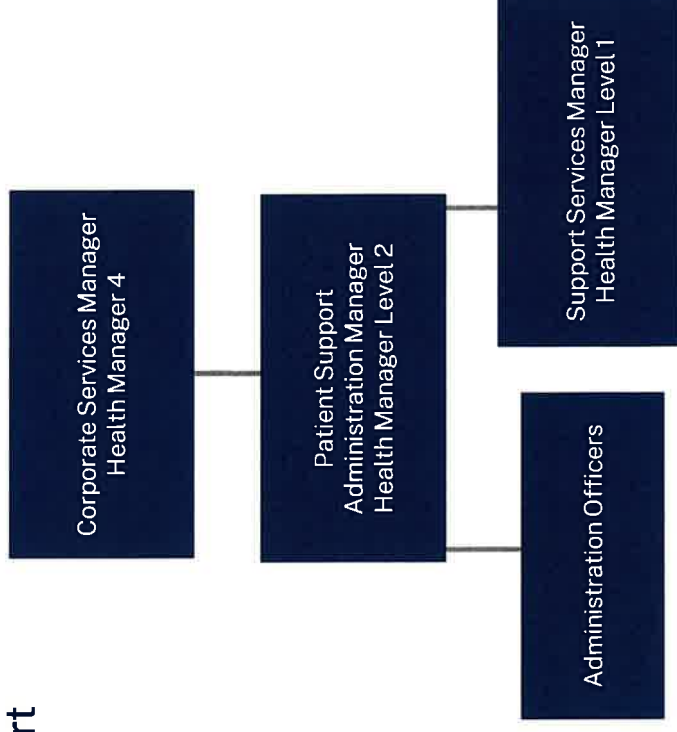 rt
Corporate Services Manager
Health Manager 4
Patient Support
Administration Manager
Health Manager Level 2
Administration Officers
Support Services Manager
Health Manager Level 1